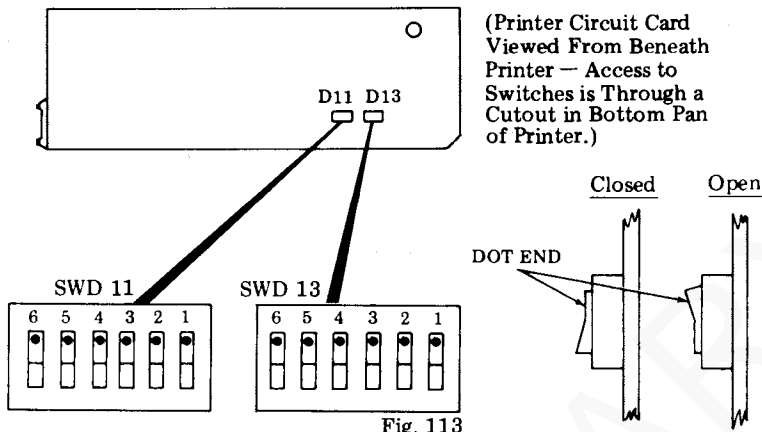 (Printer Circuit Card
Viewed From Beneath
Printer — Access to
Switches is Through a
Cutout in Bottom Pan
of Printer.)
D11 D13
Closed Open
DOT END
SWD 11
6 5 4 3 2 1
SWD 13
6 5 4 3 2 1
Fig. 113